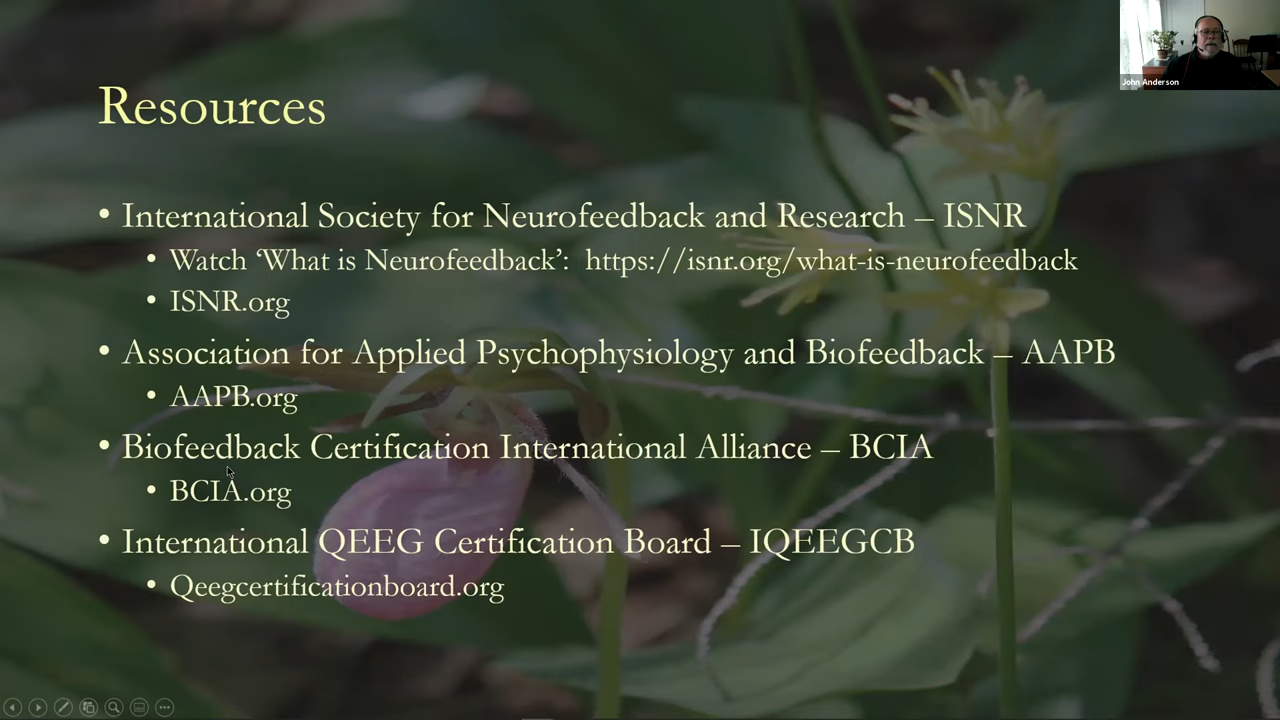 John Anderson
Resources
• International Society for Neurofeedback and Research – ISNR
• Watch ‘What is Neurofeedback’:  https://isnr.org/what-is-neurofeedback
• ISNR.org
• Association for Applied Psychophysiology and Biofeedback – AAPB
• AAPB.org
• Biofeedback Certification International Alliance – BCIA
• BCIA.org
• International QEEG Certification Board – IQEEGCB
• Qeegcertificationboard.org